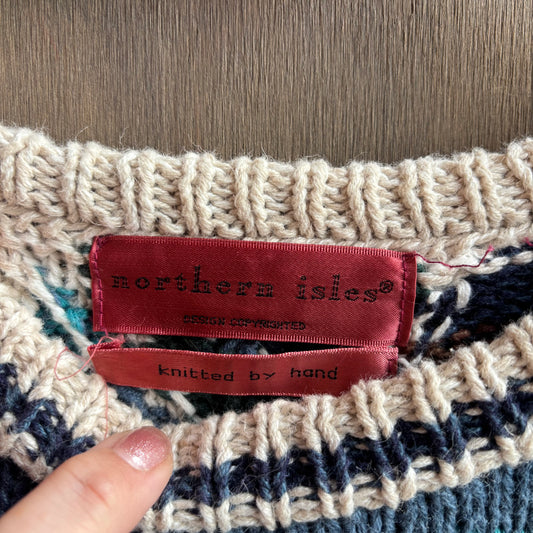 northern isles®
DESIGN COPYRIGHTED
knitted by hand